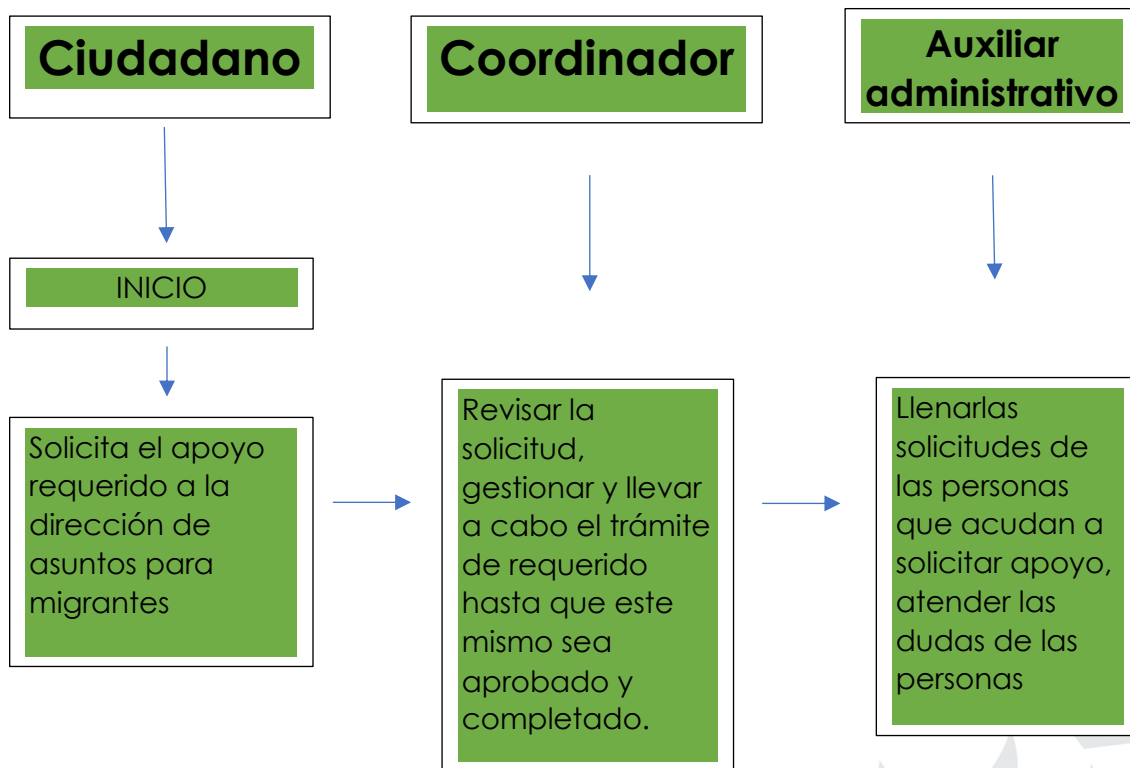 Ciudadano
Coordinador
Auxiliar
administrativo
INICIO
Solicita el apoyo
requerido a la
dirección de
asuntos para
migrantes
Revisar la
solicitud,
gestionar y llevar
a cabo el trámite
de requerido
hasta que este
mismo sea
aprobado y
completado.
Llenarlas
solicitudes de
las personas
que acudan a
solicitar apoyo,
atender las
dudas de las
personas